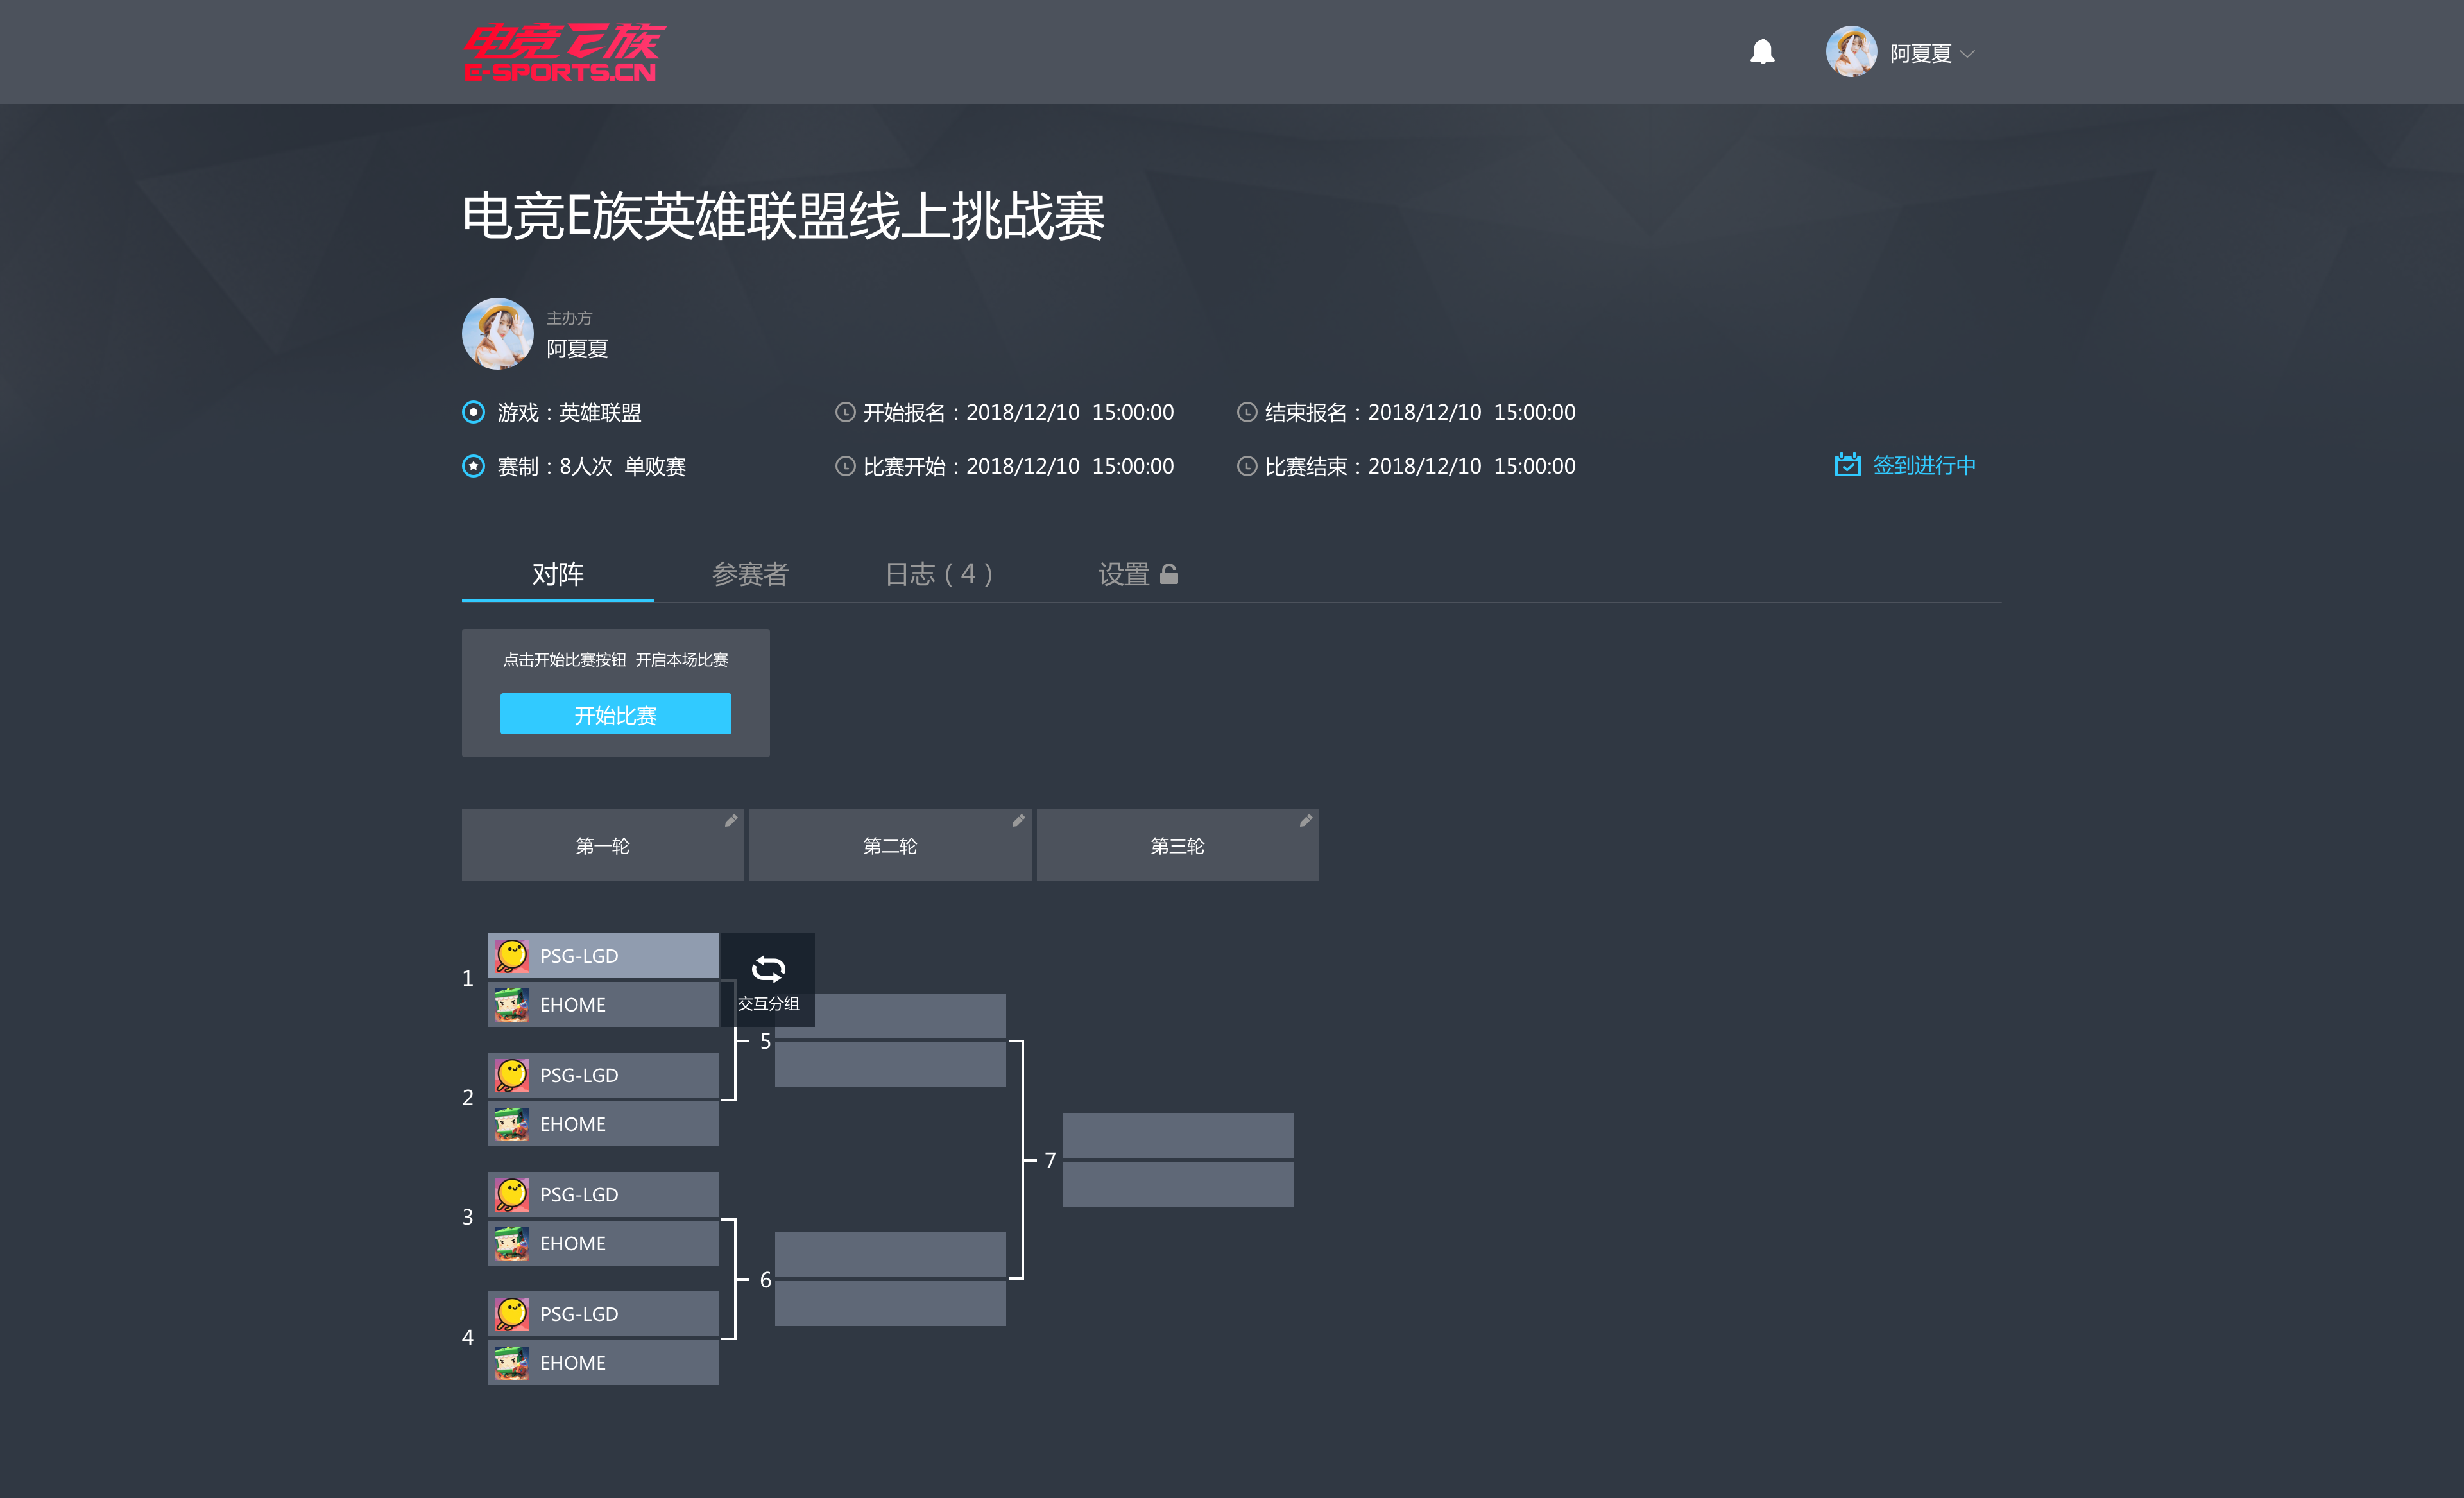 电竞E族
E-SPORTS.CN
阿夏夏
电竞E族英雄联盟线上挑战赛
主办方
阿夏夏
游戏：英雄联盟
开始报名：2018/12/10 15:00:00
结束报名：2018/12/10 15:00:00
赛制：8人次 单败赛
比赛开始：2018/12/10 15:00:00
比赛结束：2018/12/10 15:00:00
签到进行中
对阵
参赛者
日志（4）
设置
点击开始比赛按钮 开启本场比赛
开始比赛
第一轮
第二轮
第三轮
1
PSG-LGD
EHOME
交互分组
5
2
PSG-LGD
EHOME
7
3
PSG-LGD
EHOME
6
4
PSG-LGD
EHOME